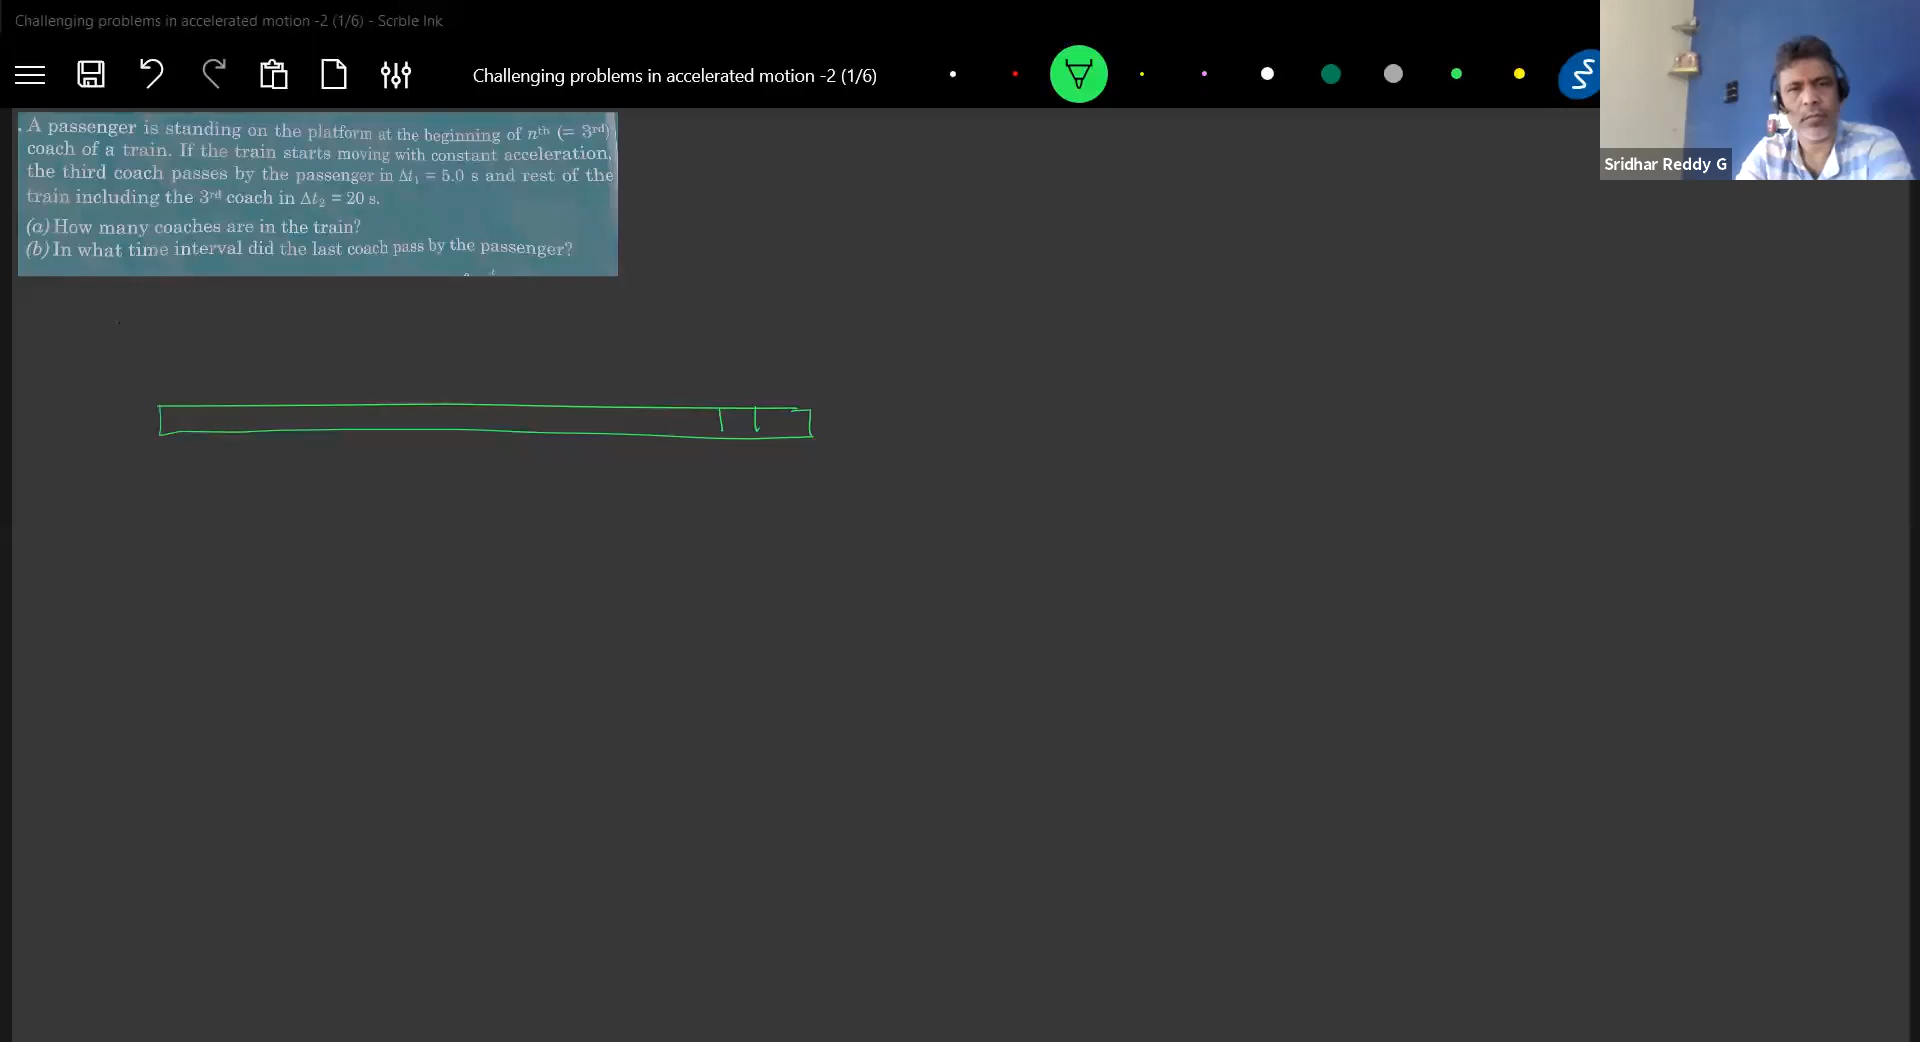 Challenging problems in accelerated motion -2 (1/6) - Scrble Ink
Challenging problems in accelerated motion -2 (1/6)
A passenger is standing on the platform at the beginning of nᵗʰ (= 3ʳᵈ)
coach of a train. If the train starts moving with constant acceleration,
the third coach passes by the passenger in Δt₁ = 5.0 s and rest of the
train including the 3ʳᵈ coach in Δt₂ = 20 s.
(a) How many coaches are in the train?
(b) In what time interval did the last coach pass by the passenger?
Sridhar Reddy G